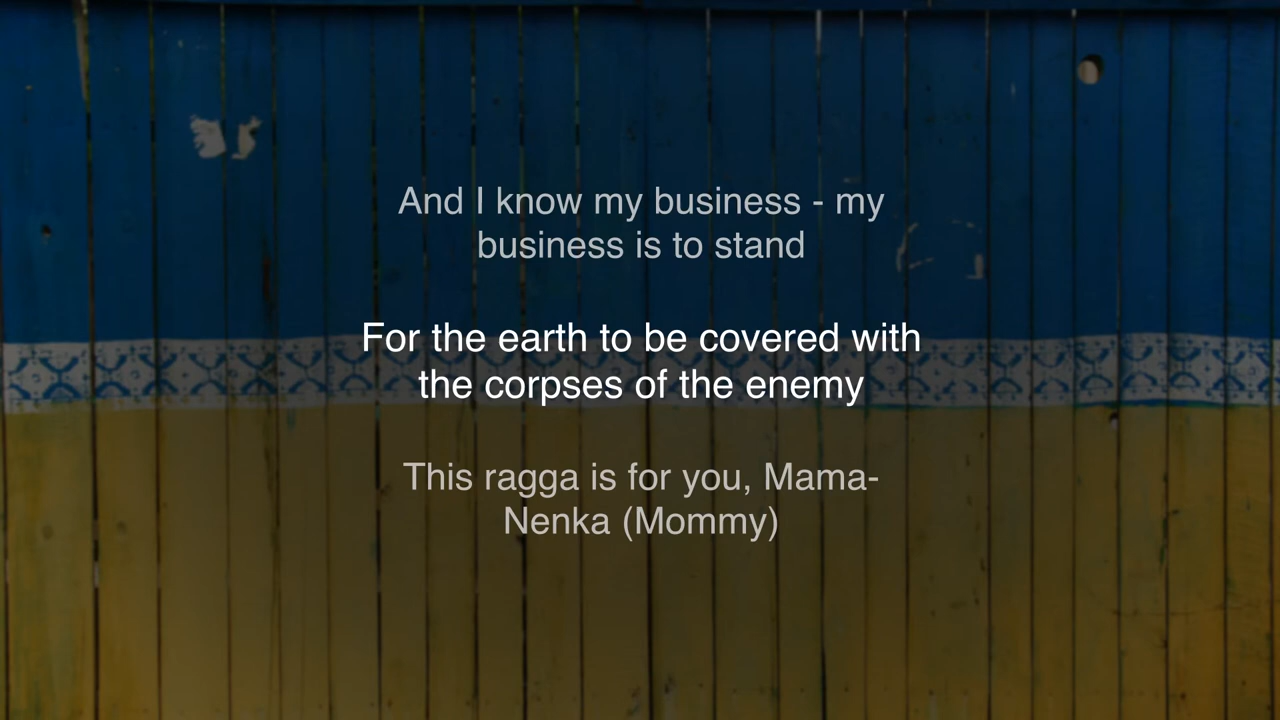 And I know my business - my
business is to stand
For the earth to be covered with
the corpses of the enemy
This ragga is for you, Mama-
Nenka (Mommy)